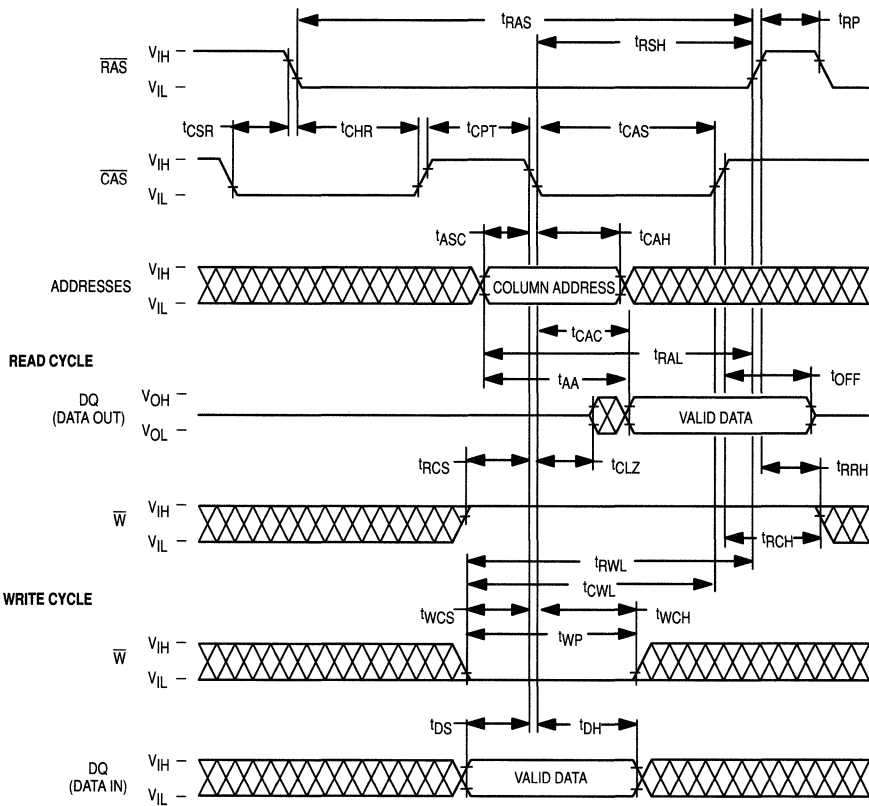 tRAS tRP
tRSH
RAS VIH
VIL
tCSR tCHR tCPT tCAS
CAS VIH
VIL
tASC tCAH
ADDRESSES VIH COLUMN ADDRESS
VIL
tCAC
READ CYCLE tRAL
tAA tOFF
DQ VOH
(DATA OUT) VALID DATA
VOL
tRCS tCLZ tRRH
W VIH
VIL
tRCH
tRWL
tCWL
WRITE CYCLE
tWCS tWCH
tWP
W VIH
VIL
tDS tDH
DQ VIH
(DATA IN) VALID DATA
VIL